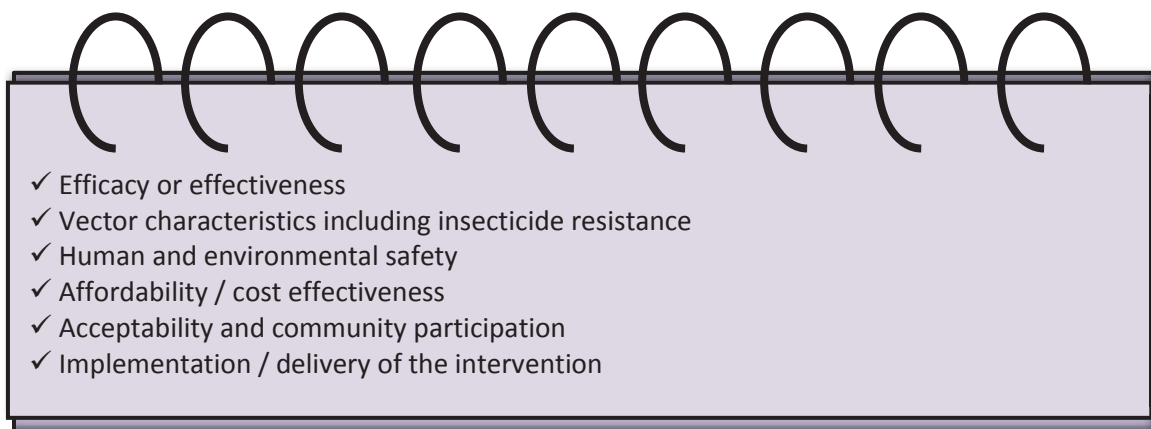 ✓ Efficacy or effectiveness
✓ Vector characteristics including insecticide resistance
✓ Human and environmental safety
✓ Affordability / cost effectiveness
✓ Acceptability and community participation
✓ Implementation / delivery of the intervention